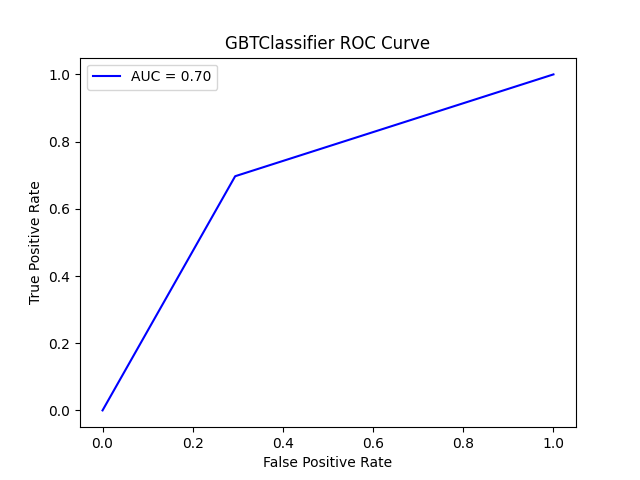 GBTClassifier ROC Curve
AUC = 0.70
1.0
0.8
0.6
0.4
0.2
0.0
True Positive Rate
0.0 0.2 0.4 0.6 0.8 1.0
False Positive Rate